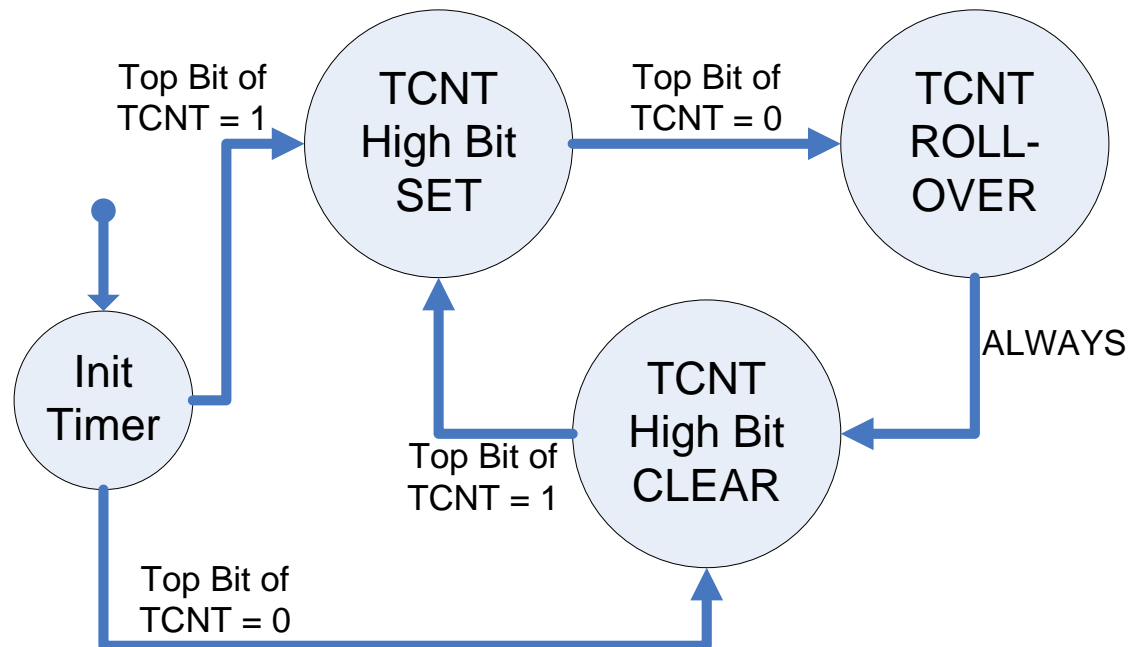 Top Bit of
TCNT = 1
TCNT
High Bit
SET
Top Bit of
TCNT = 0
TCNT
ROLL-
OVER
Init
Timer
ALWAYS
TCNT
High Bit
CLEAR
Top Bit of
TCNT = 1
Top Bit of
TCNT = 0